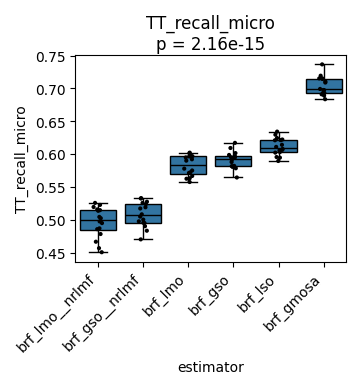 TT_recall_micro
p = 2.16e-15
TT_recall_micro
0.75
0.70
0.65
0.60
0.55
0.50
0.45
brf_lmo__nrlmf
brf_gso__nrlmf
brf_lmo
brf_gso
brf_lso
brf_gmosa
estimator